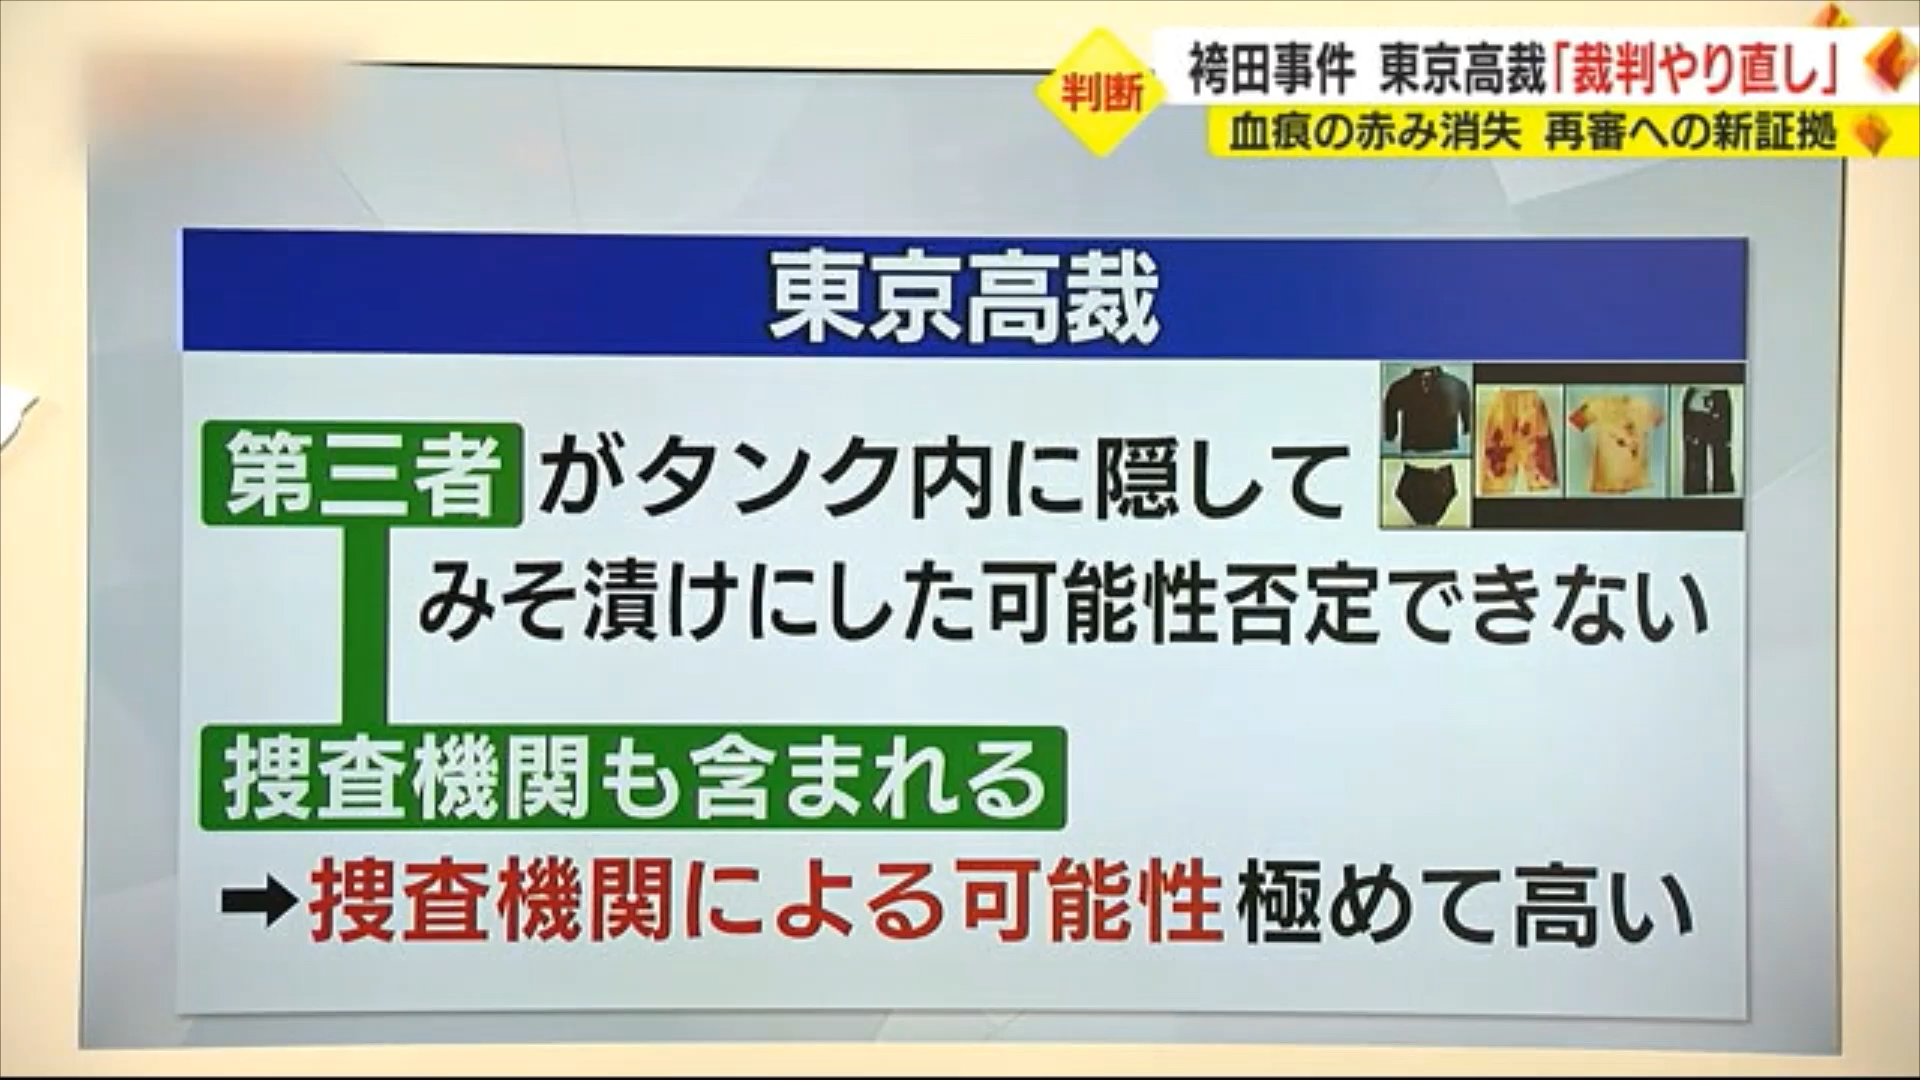 判断
袴田事件 東京高裁「裁判やり直し」
血痕の赤み消失 再審への新証拠
東京高裁
第三者がタンク内に隠して
みそ漬けにした可能性否定できない
捜査機関も含まれる
➡捜査機関による可能性極めて高い